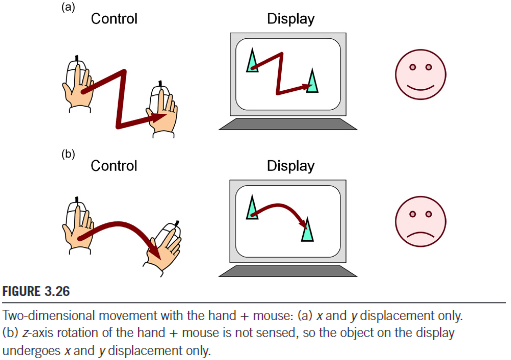 (a)
Control
Display
(b)
Control
Display
FIGURE 3.26
Two-dimensional movement with the hand + mouse: (a) x and y displacement only.
(b) z-axis rotation of the hand + mouse is not sensed, so the object on the display
undergoes x and y displacement only.